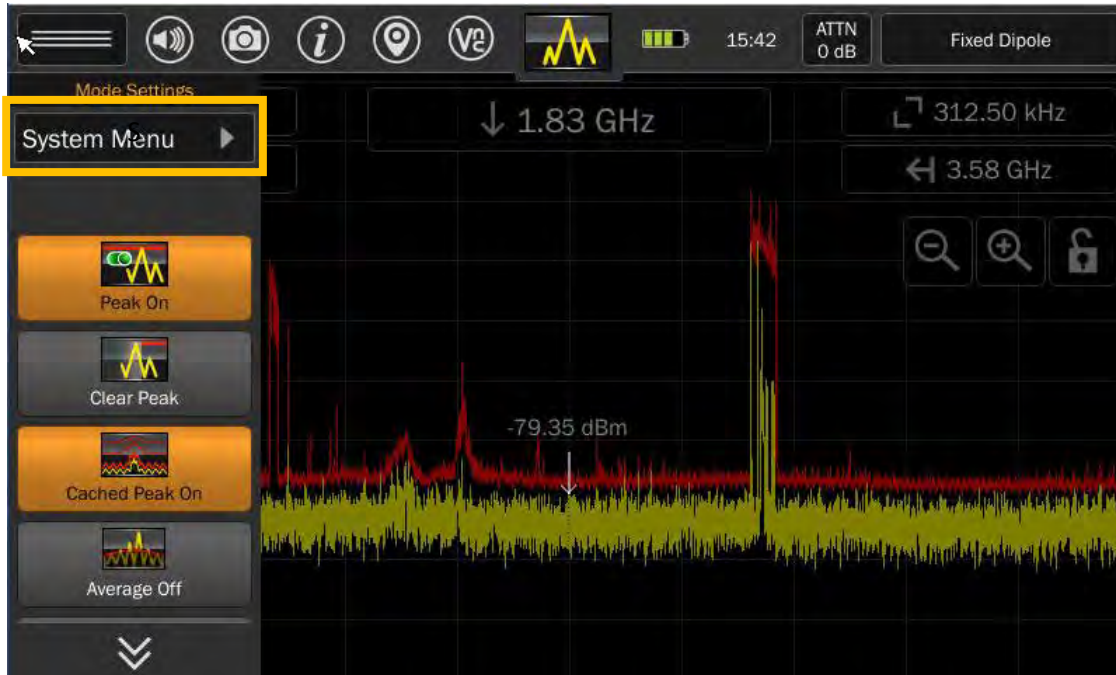 15:42
ATTN
0 dB
Fixed Dipole
Mode Settings
System Menu
1.83 GHz
312.50 kHz
3.58 GHz
Peak On
Clear Peak
-79.35 dBm
Cached Peak On
Average Off